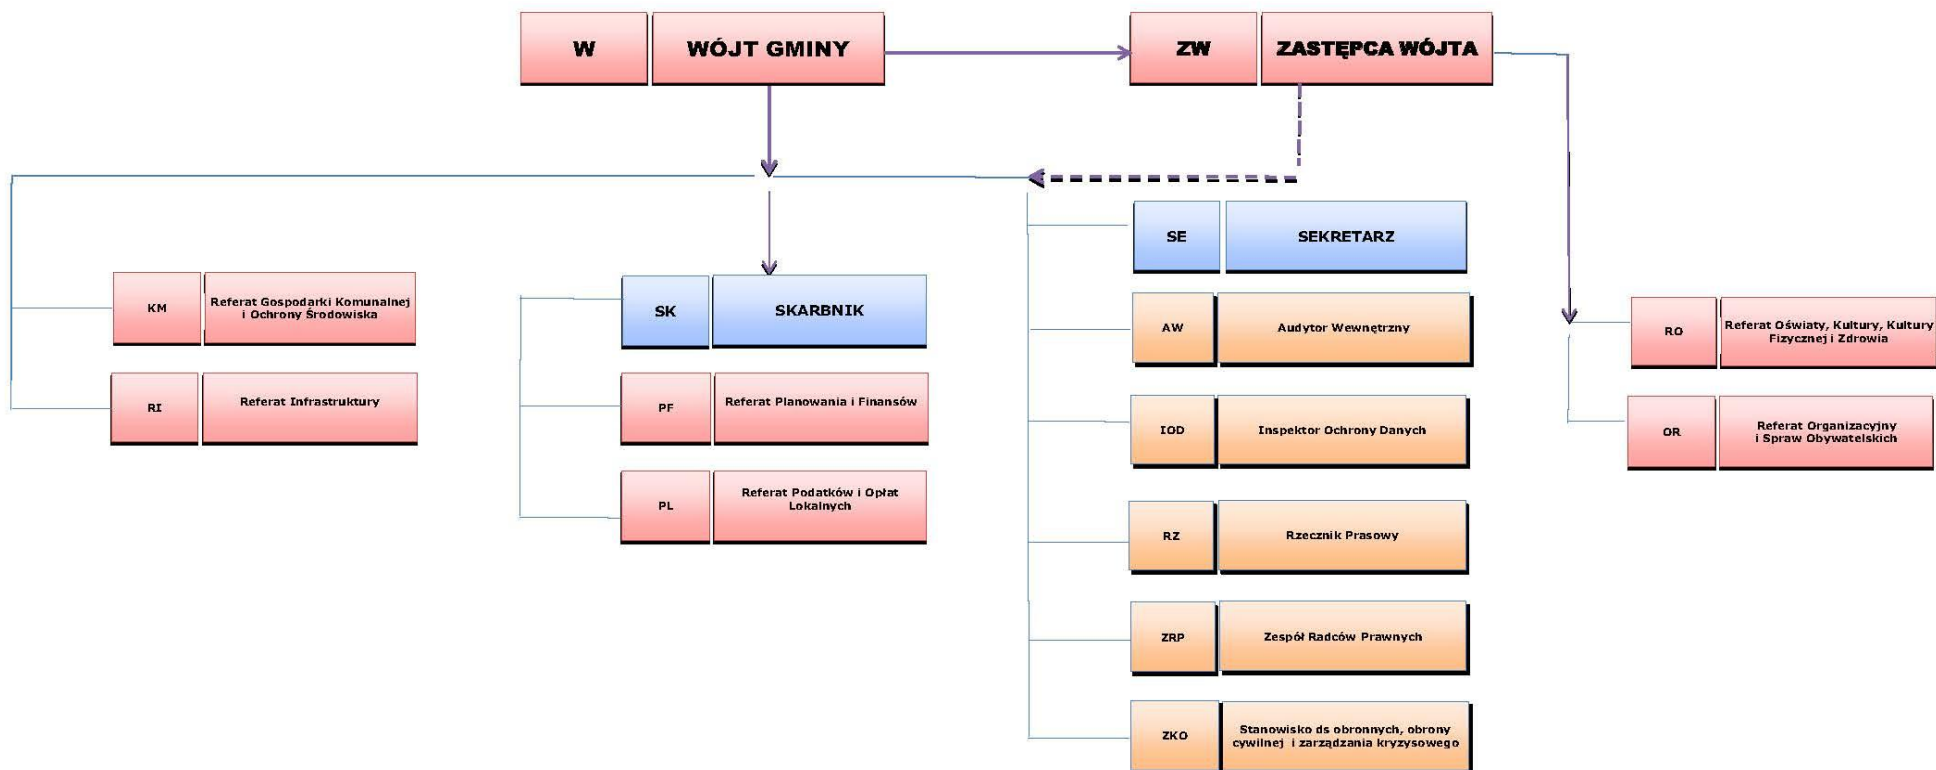 W WÓJT GMINY
ZW ZASTĘPCA WÓJTA
KM
Referat Gospodarki Komunalnej
i Ochrony Środowiska
RI Referat Infrastruktury
SK SKARBNIK
PF Referat Planowania i Finansów
PL
Referat Podatków i Opłat
Lokalnych
SE SEKRETARZ
AW Audytor Wewnętrzny
IOD Inspektor Ochrony Danych
RZ Rzecznik Prasowy
ZRP Zespół Radców Prawnych
ZKO
Stanowisko ds obronnych, obrony
cywilnej i zarządzania kryzysowego
RO
Referat Oświaty, Kultury, Kultury
Fizycznej i Zdrowia
OR
Referat Organizacyjny
i Spraw Obywatelskich